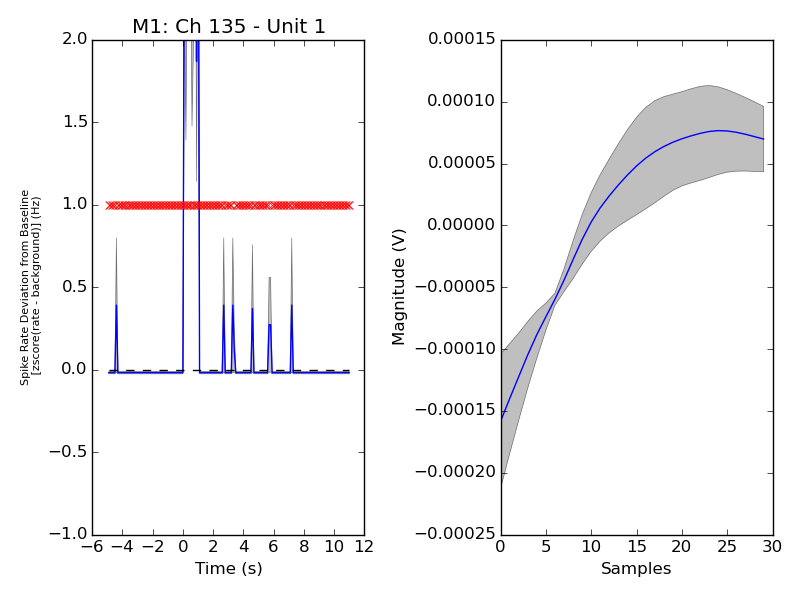 M1: Ch 135 - Unit 1
2.0
1.5
1.0
0.5
0.0
−0.5
−1.0
−6 −4 −2 0 2 4 6 8 10 12
Time (s)
Spike Rate Deviation from Baseline
[zscore(rate - background)] (Hz)
0.00015
0.00010
0.00005
0.00000
−0.00005
−0.00010
−0.00015
−0.00020
−0.00025
0 5 10 15 20 25 30
Samples
Magnitude (V)